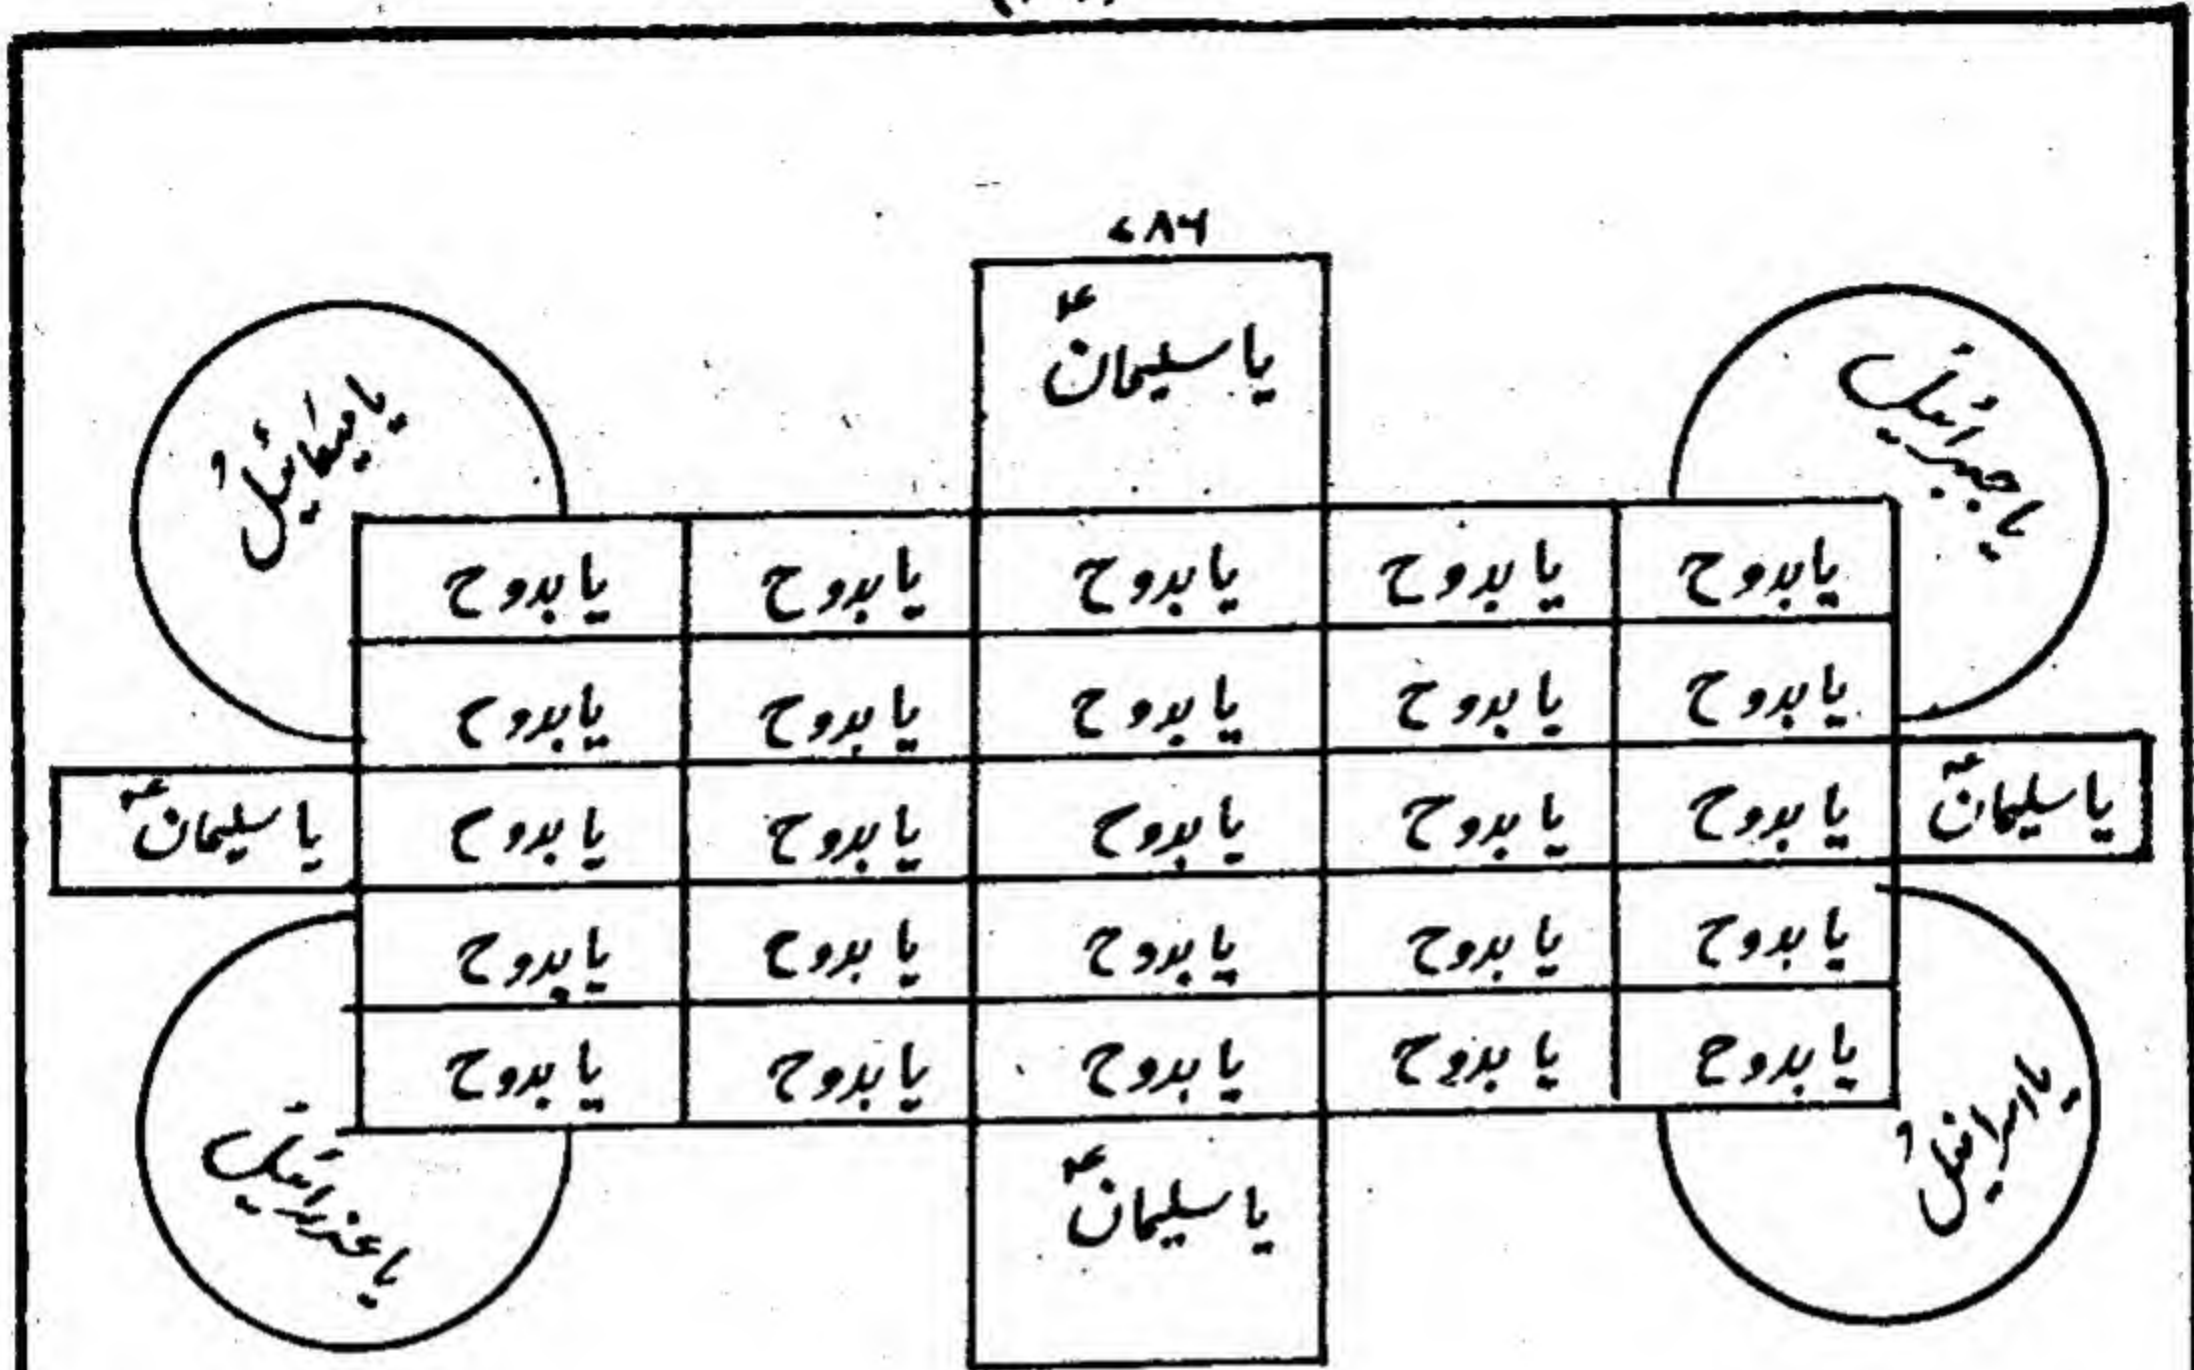 ۷۸۶
یا سلیمانؑ
یا جبرائیلؑ
یا میکائیلؑ
یا بدوح یا بدوح یا بدوح یا بدوح یا بدوح
یا بدوح یا بدوح یا بدوح یا بدوح یا بدوح
یا سلیمانؑ یا بدوح یا بدوح یا بدوح یا بدوح یا بدوح یا سلیمانؑ
یا بدوح یا بدوح یا بدوح یا بدوح یا بدوح
یا بدوح یا بدوح یا بدوح یا بدوح یا بدوح
یا اسرافیلؑ
یا عزرائیلؑ
یا سلیمانؑ